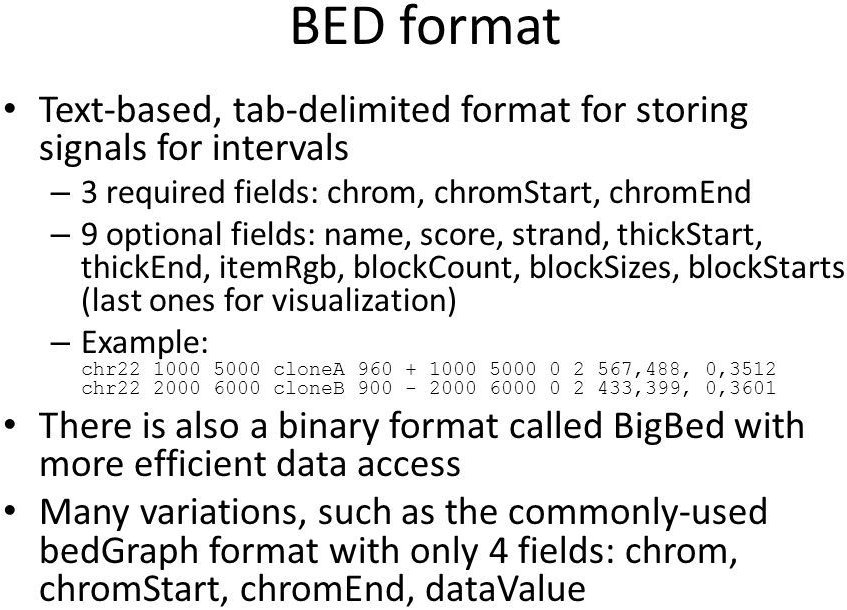 BED format
• Text-based, tab-delimited format for storing
signals for intervals
– 3 required fields: chrom, chromStart, chromEnd
– 9 optional fields: name, score, strand, thickStart,
thickEnd, itemRgb, blockCount, blockSizes, blockStarts
(last ones for visualization)
– Example:
chr22 1000 5000 cloneA 960 + 1000 5000 0 2 567,488, 0,3512
chr22 2000 6000 cloneB 900 - 2000 6000 0 2 433,399, 0,3601
• There is also a binary format called BigBed with
more efficient data access
• Many variations, such as the commonly-used
bedGraph format with only 4 fields: chrom,
chromStart, chromEnd, dataValue